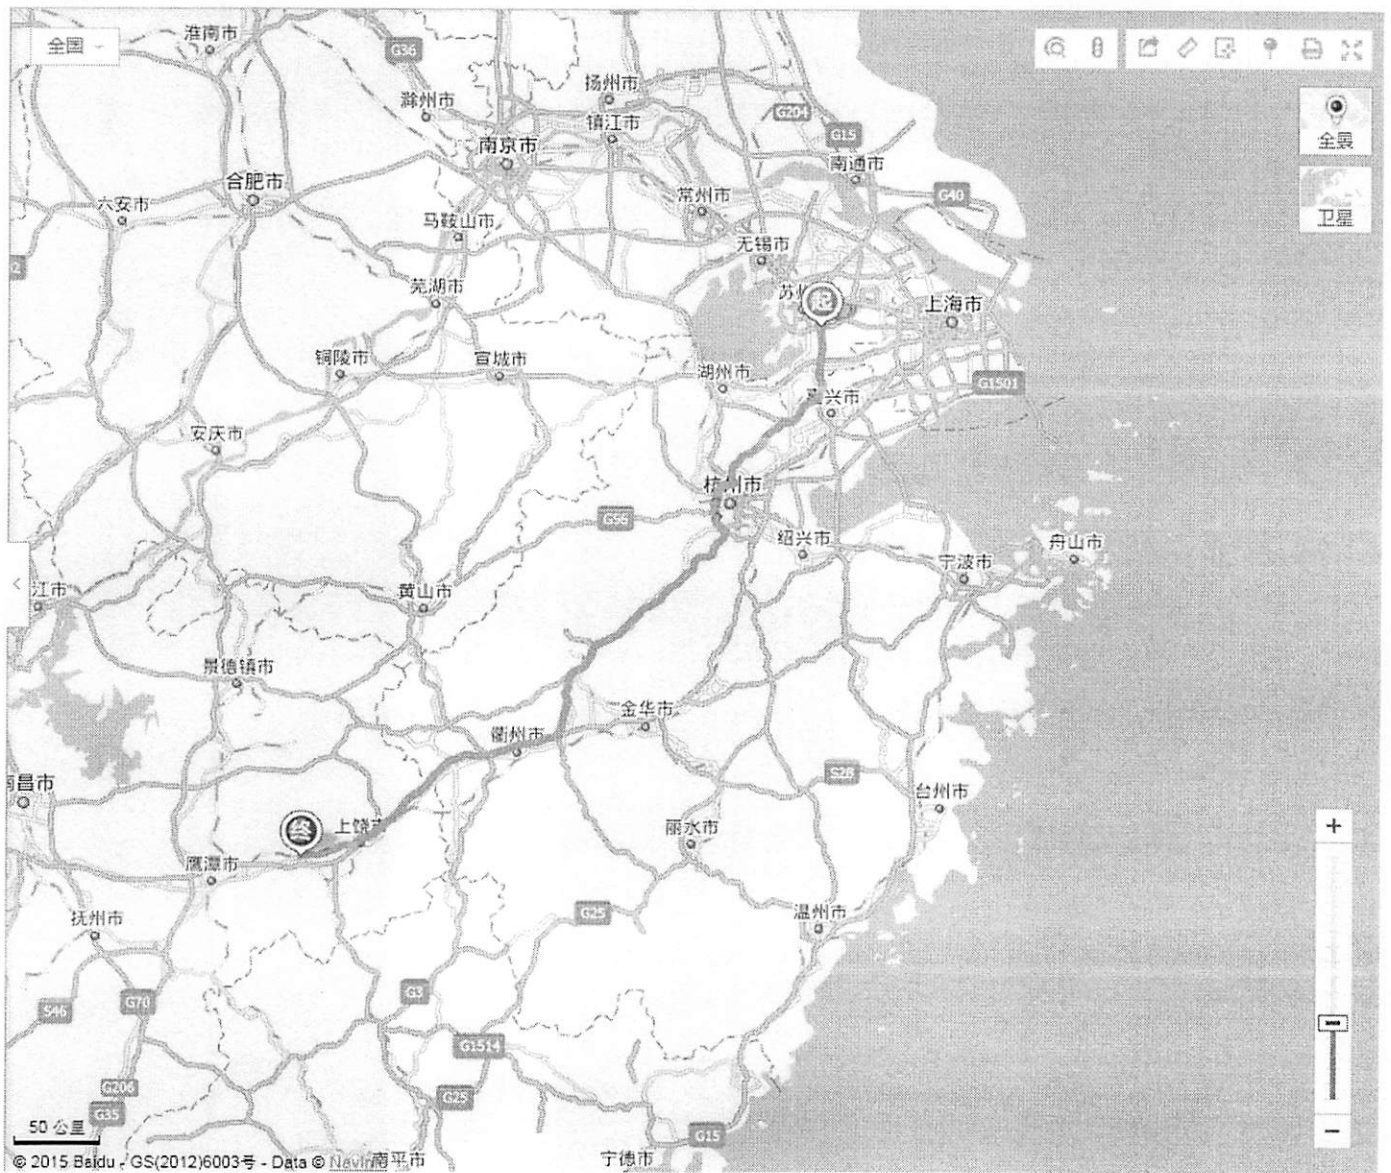 淮南市
全国
G36
扬州市
滁州市
G204
镇江市
G15
全景
南京市
南通市
合肥市
常州市
G40
六安市
马鞍山市
卫星
无锡市
2
芜湖市
苏州
起
上海市
铜陵市
宣城市
湖州市
G1501
兴市
安庆市
杭州市
G56
绍兴市
舟山市
宁波市
江市
黄山市
景德镇市
金华市
衢州市
S28
昌市
台州市
终
上饶市
丽水市
+
鹰潭市
抚州市
G25
温州市
G3
S46
G70
G1514
G206
G25
G35
50 公里
G15
−
© 2015 Baidu - GS(2012)6003号 - Data © NavInfo
南平市
宁德市